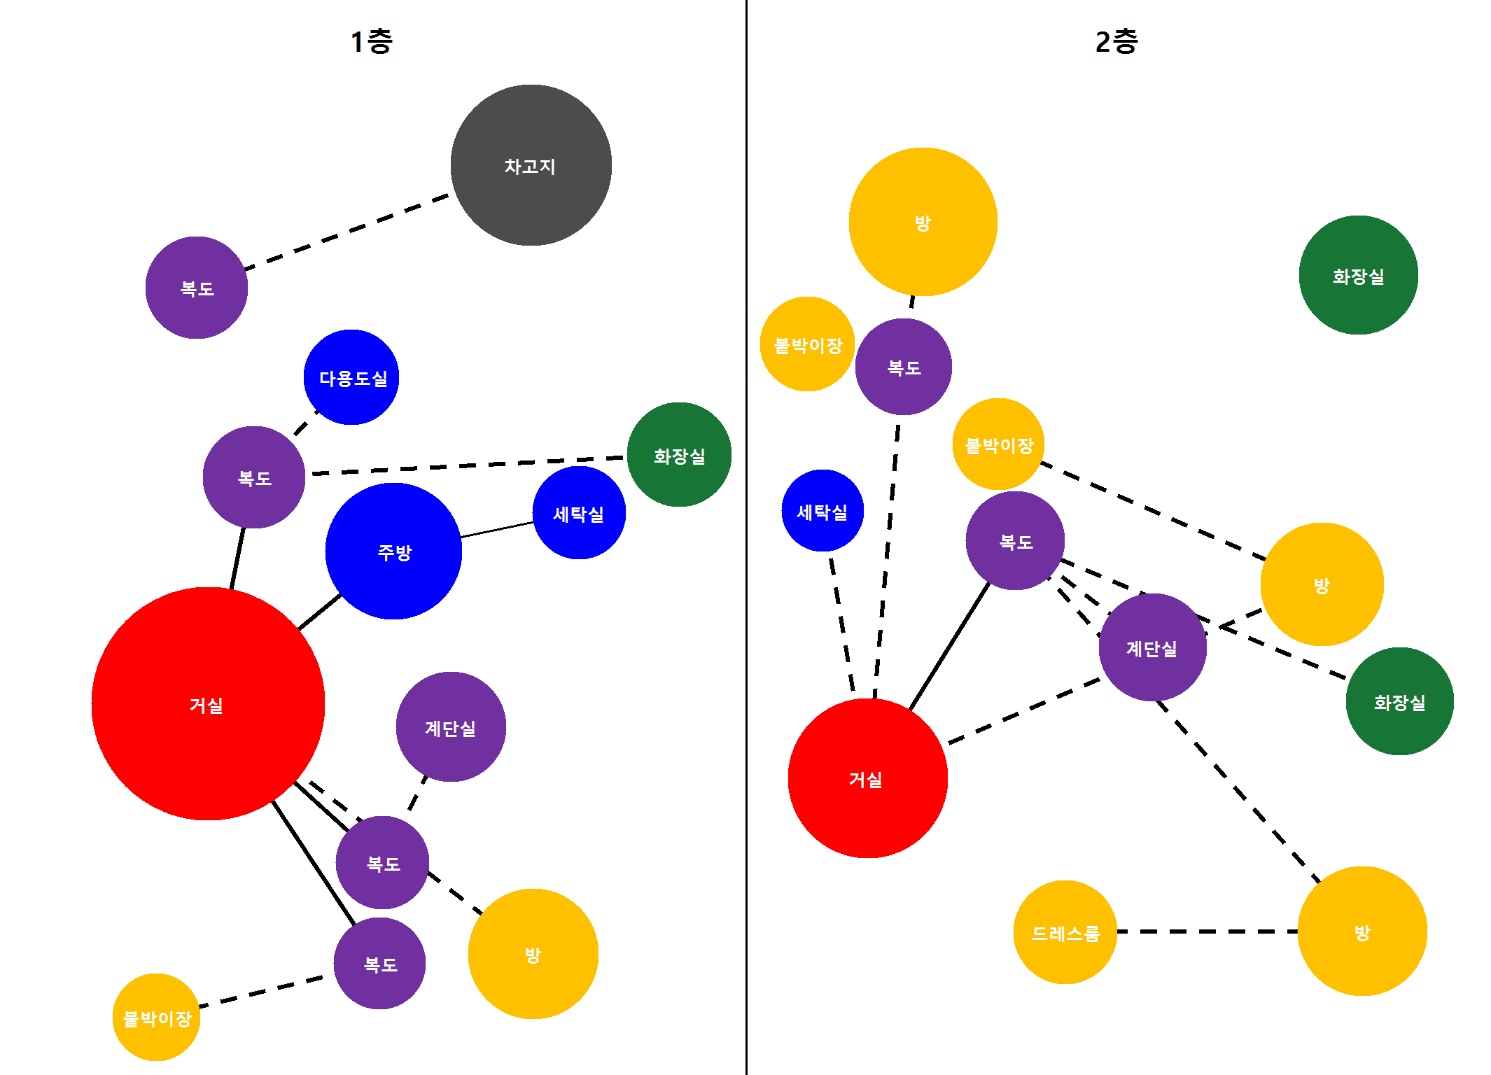 1층
차고지
복도
다용도실
복도
화장실
세탁실
주방
거실
계단실
복도
방
복도
붙박이장
2층
방
화장실
붙박이장
복도
붙박이장
세탁실
복도
방
계단실
화장실
거실
드레스룸
방